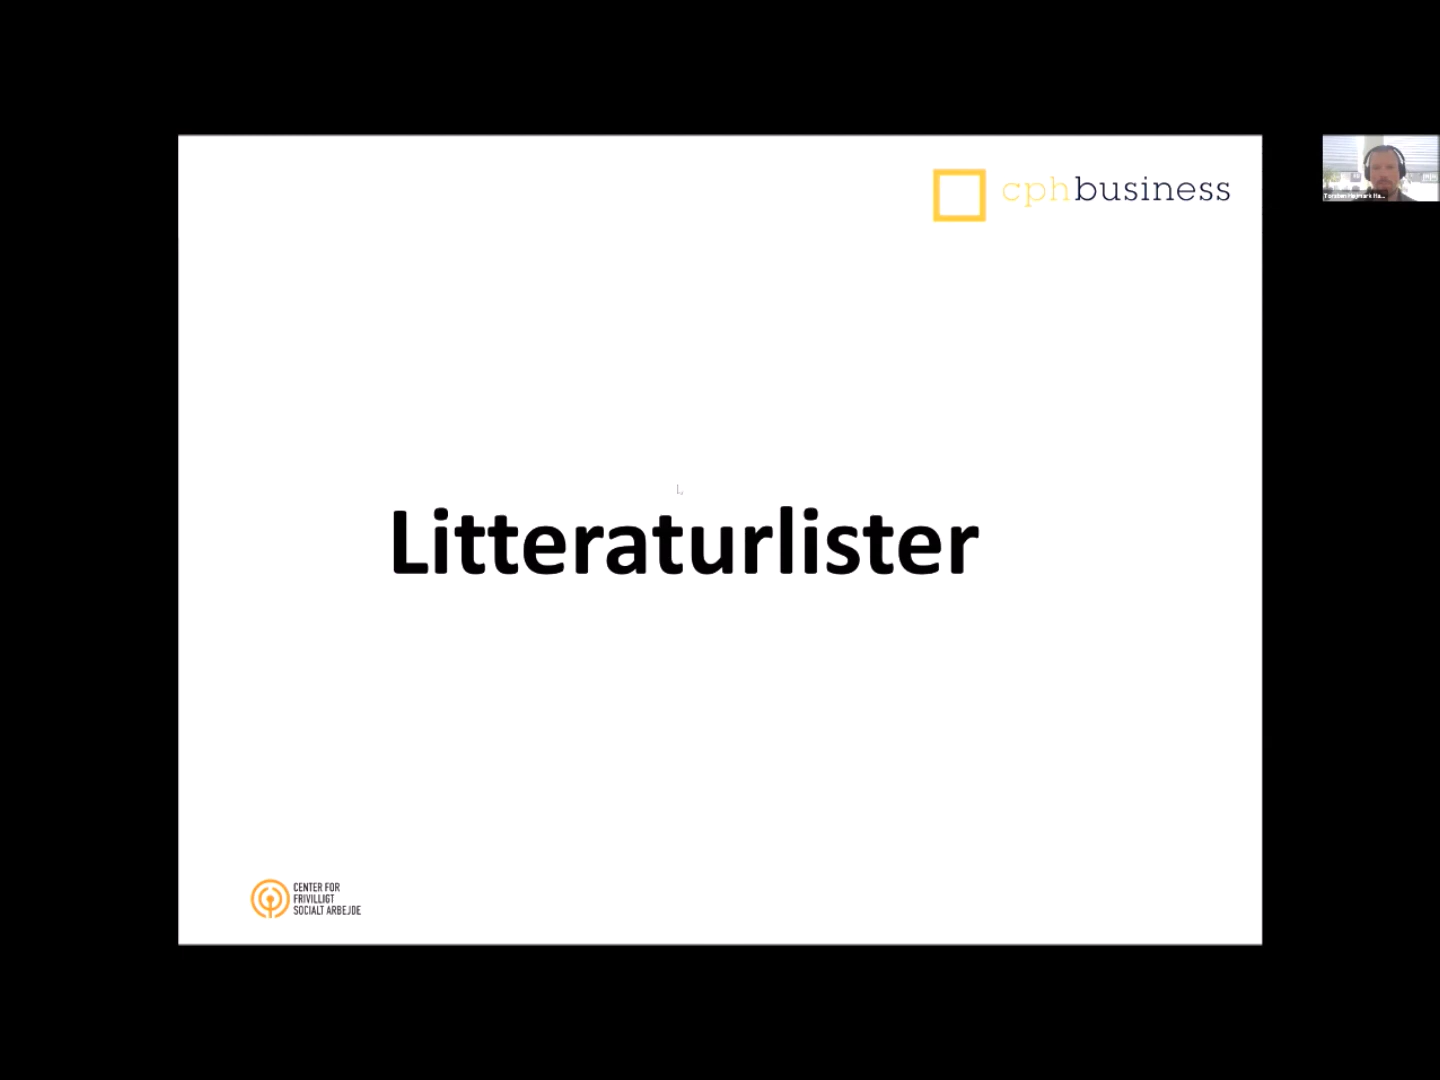 cphbusiness
Litteraturlister
CENTER FOR
FRIVILLIGT
SOCIALT ARBEJDE